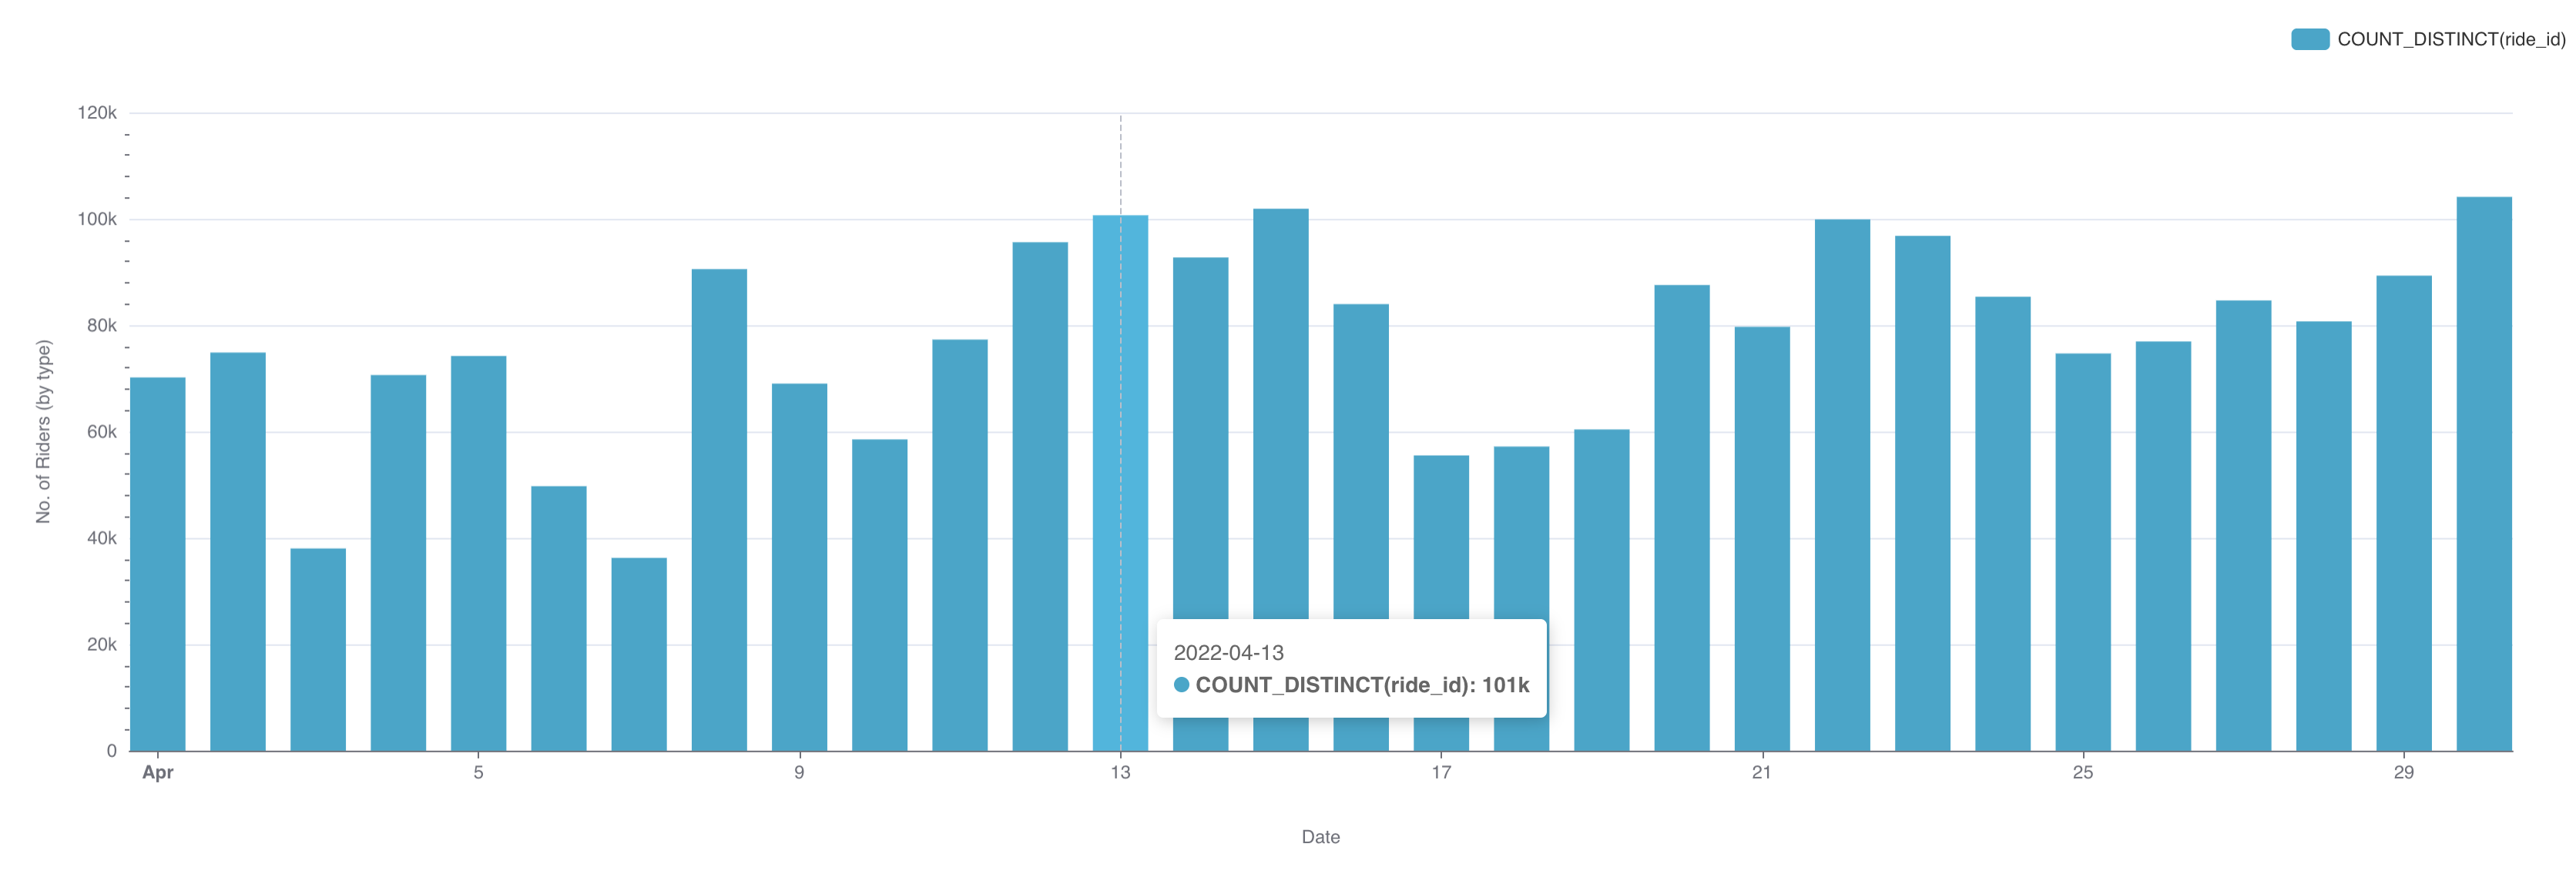 COUNT_DISTINCT(ride_id)
120k
100k
80k
60k
40k
20k
0
No. of Riders (by type)
2022-04-13
COUNT_DISTINCT(ride_id): 101k
Apr 5 9 13 17 21 25 29
Date